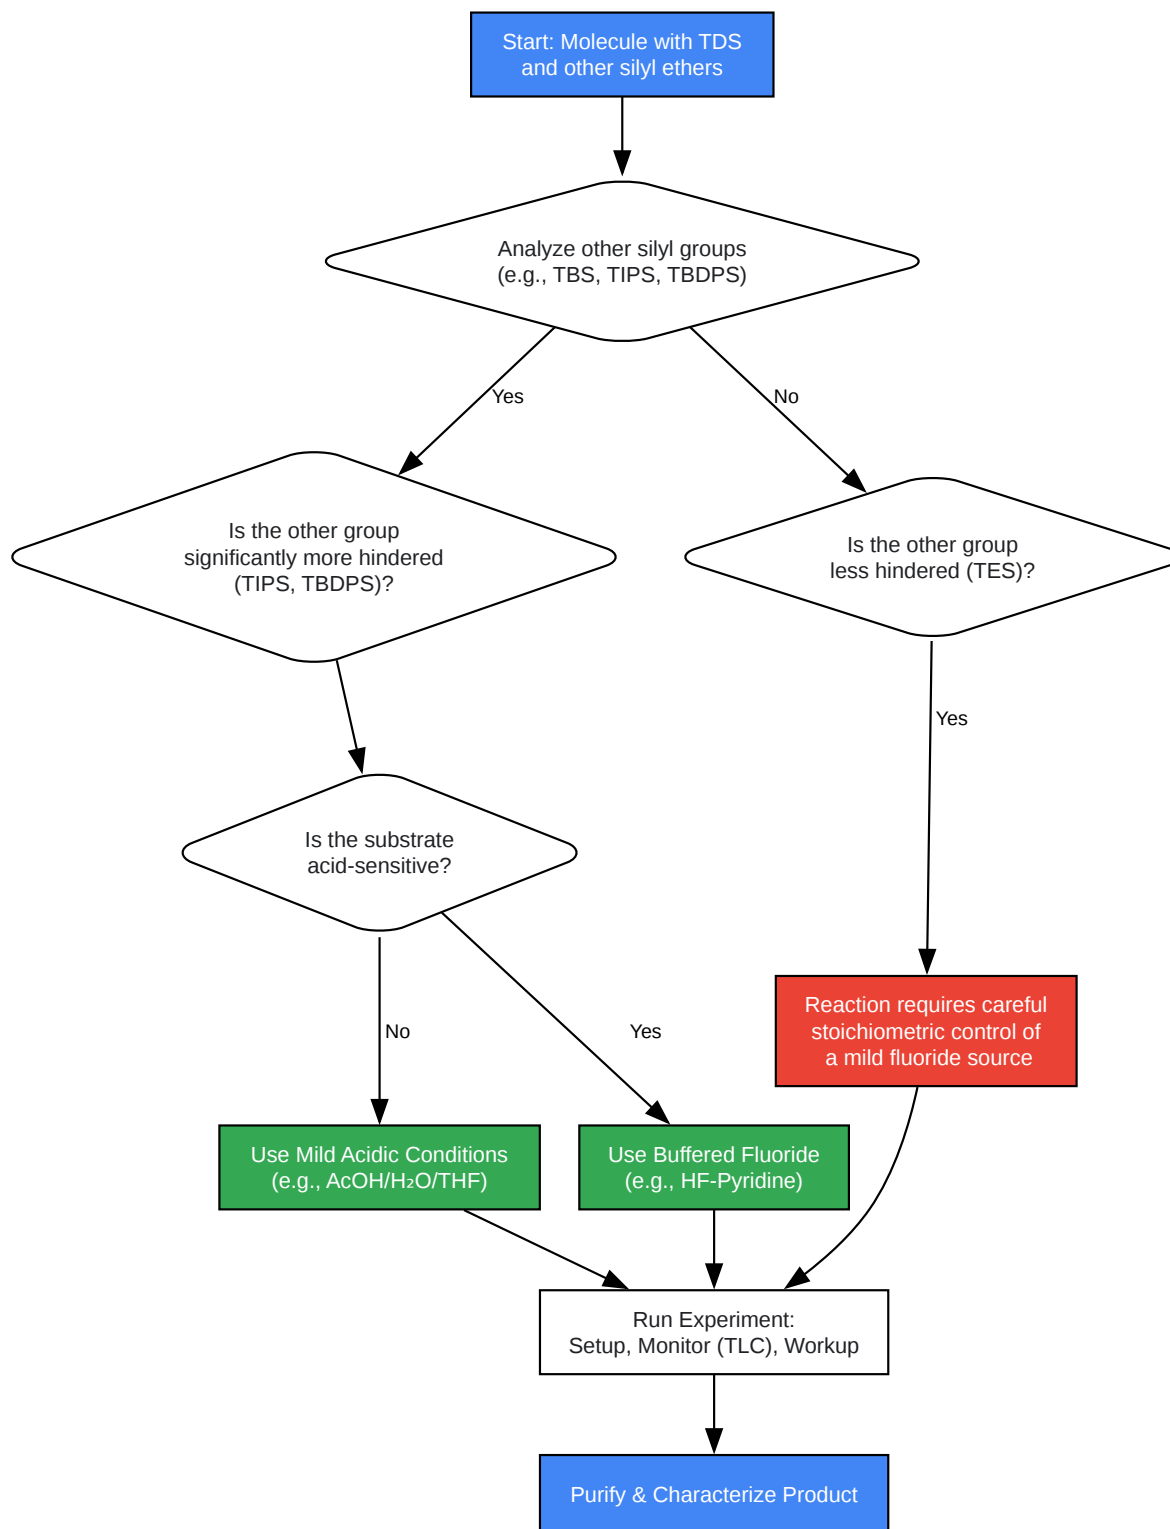 Start: Molecule with TDS
and other silyl ethers
Analyze other silyl groups
(e.g., TBS, TIPS, TBDPS)
Yes
No
Is the other group
significantly more hindered
(TIPS, TBDPS)?
Is the other group
less hindered (TES)?
Yes
Is the substrate
acid-sensitive?
No
Yes
Reaction requires careful
stoichiometric control of
a mild fluoride source
Use Mild Acidic Conditions
(e.g., AcOH/H₂O/THF)
Use Buffered Fluoride
(e.g., HF-Pyridine)
Run Experiment:
Setup, Monitor (TLC), Workup
Purify & Characterize Product